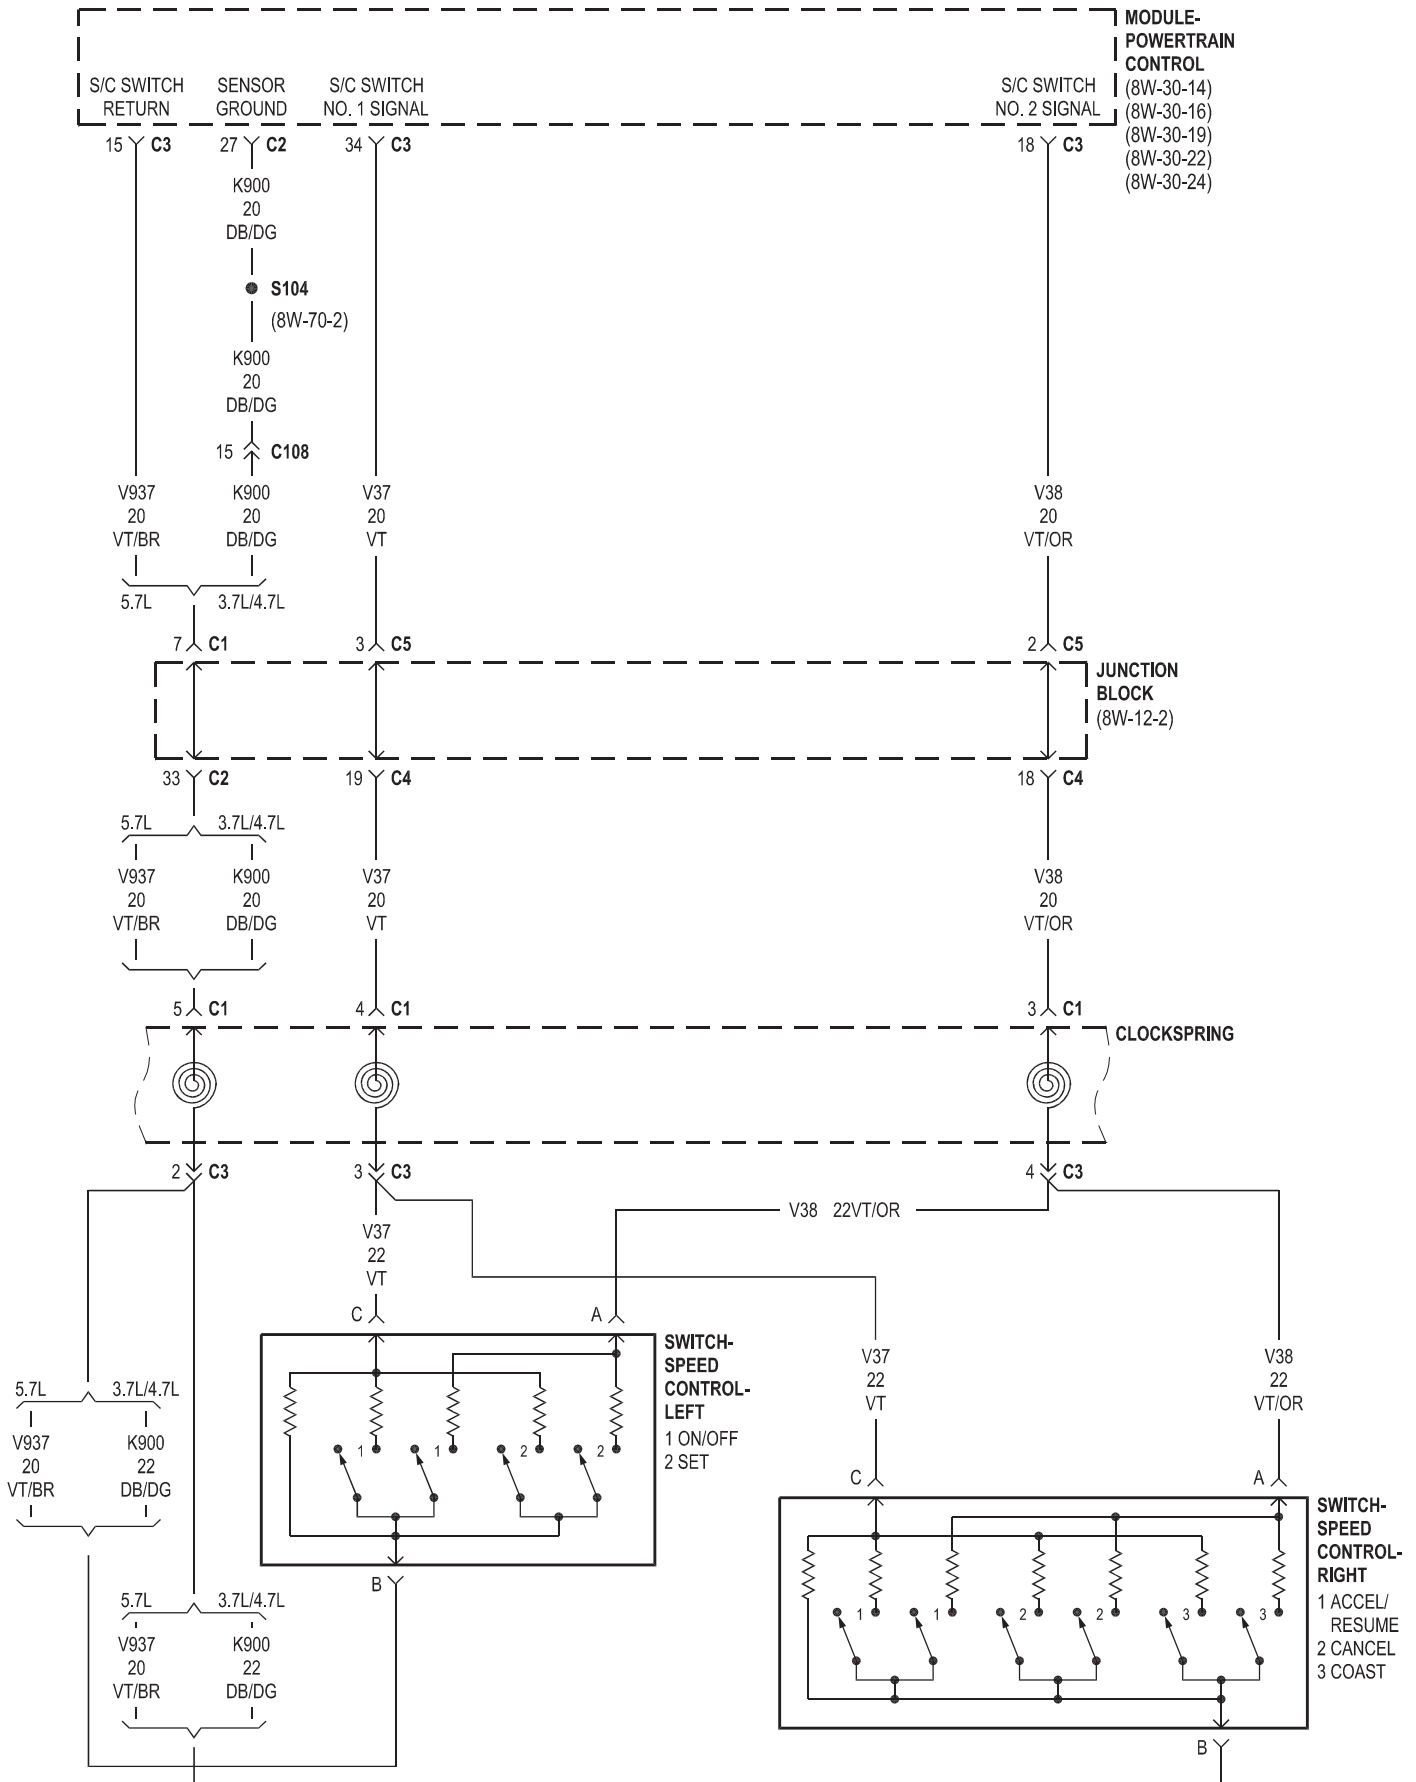 MODULE-
POWERTRAIN
CONTROL
(8W-30-14)
(8W-30-16)
(8W-30-19)
(8W-30-22)
(8W-30-24)
S/C SWITCH
RETURN
SENSOR
GROUND
S/C SWITCH
NO. 1 SIGNAL
S/C SWITCH
NO. 2 SIGNAL
15 C3
27 C2
34 C3
18 C3
K900
20
DB/DG
S104
(8W-70-2)
K900
20
DB/DG
15 C108
V937
20
VT/BR
K900
20
DB/DG
V37
20
VT
V38
20
VT/OR
5.7L
3.7L/4.7L
7 C1
3 C5
2 C5
JUNCTION
BLOCK
(8W-12-2)
33 C2
19 C4
18 C4
5.7L
3.7L/4.7L
V937
20
VT/BR
K900
20
DB/DG
V37
20
VT
V38
20
VT/OR
5 C1
4 C1
3 C1
CLOCKSPRING
2 C3
3 C3
4 C3
V37
22
VT
V38 22VT/OR
C
A
SWITCH-
SPEED
CONTROL-
LEFT
1 ON/OFF
2 SET
1
1
2
2
B
V37
22
VT
V38
22
VT/OR
5.7L
3.7L/4.7L
V937
20
VT/BR
K900
22
DB/DG
C
A
SWITCH-
SPEED
CONTROL-
RIGHT
1 ACCEL/
RESUME
2 CANCEL
3 COAST
1
1
2
2
3
3
B
5.7L
3.7L/4.7L
V937
20
VT/BR
K900
22
DB/DG